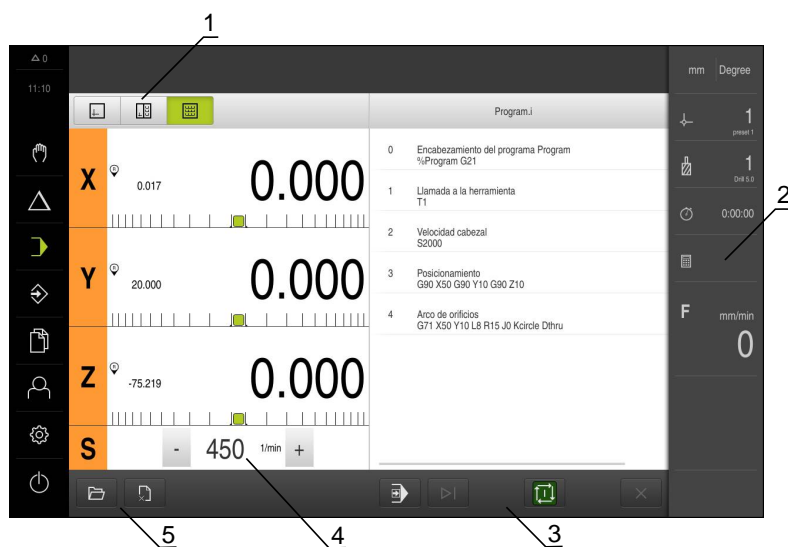 1
0
11:10
mm Degree
Program.i
1
preset 1
1
Drill 5.0
0:00:00
2
F mm/min
0
X R 0.017 0.000
Y R 20.000 0.000
Z R -75.219 0.000
S - 450 1/min +
0 Encabezamiento del programa Program
%Program G21
1 Llamada a la herramienta
T1
2 Velocidad cabezal
S2000
3 Posicionamiento
G90 X50 G90 Y10 G90 Z10
4 Arco de orificios
G71 X50 Y10 L8 R15 J0 Kcircle Dthru
5
4
3